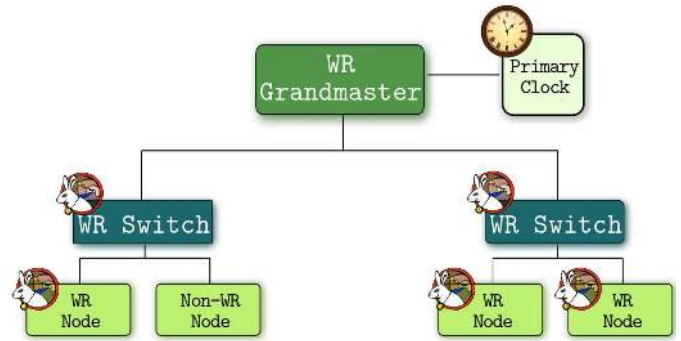 WR
Grandmaster
Primary
Clock
WR Switch
WR Switch
WR
Node
Non-WR
Node
WR
Node
WR
Node